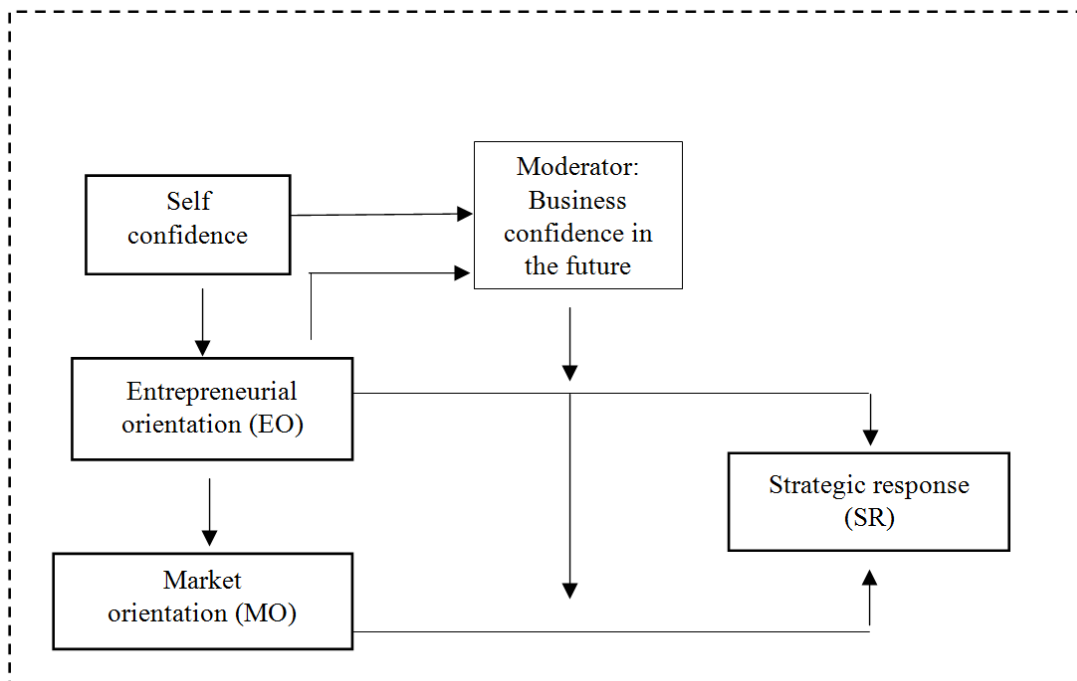 Moderator:
Business
confidence in
the future
Self
confidence
Entrepreneurial
orientation (EO)
Strategic response
(SR)
Market
orientation (MO)